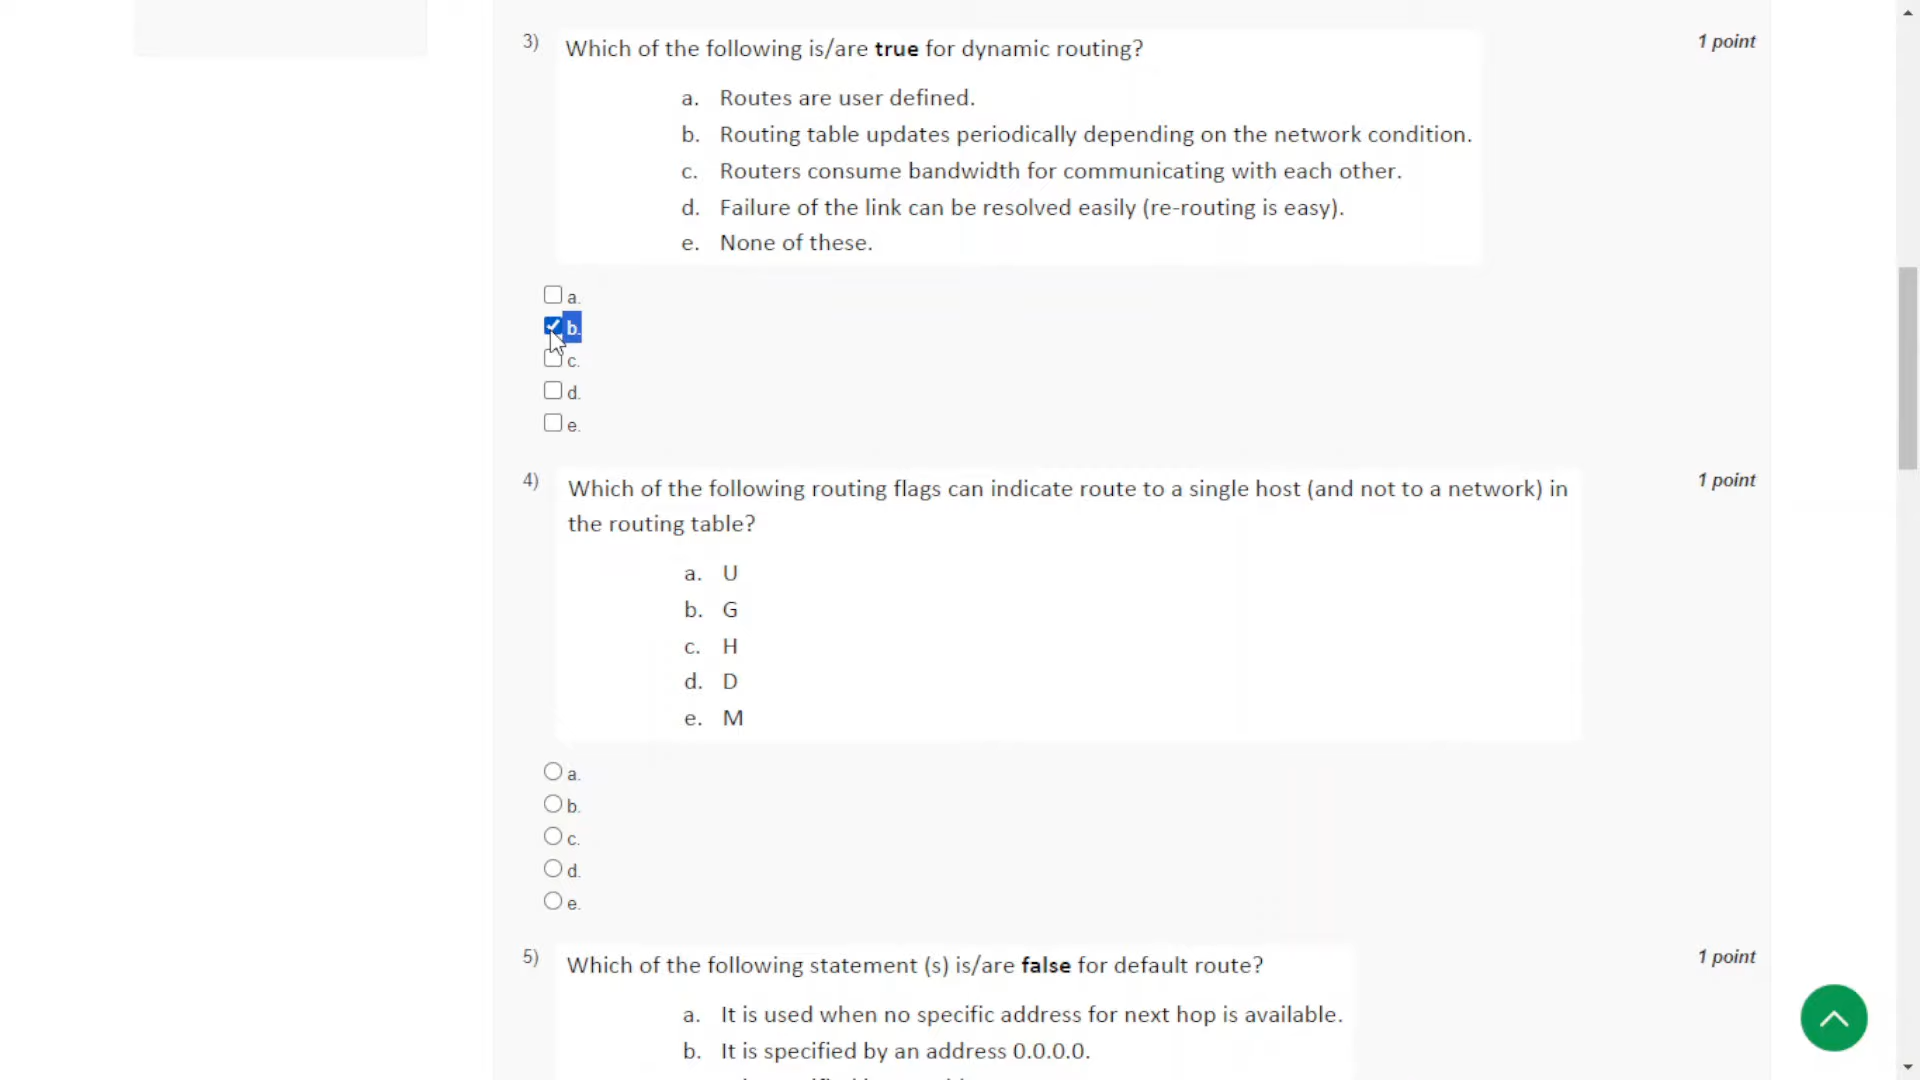 3) Which of the following is/are true for dynamic routing? 1 point
a. Routes are user defined.
b. Routing table updates periodically depending on the network condition.
c. Routers consume bandwidth for communicating with each other.
d. Failure of the link can be resolved easily (re-routing is easy).
e. None of these.
a.
b.
c.
d.
e.
4) Which of the following routing flags can indicate route to a single host (and not to a network) in 1 point
the routing table?
a. U
b. G
c. H
d. D
e. M
a.
b.
c.
d.
e.
5) Which of the following statement (s) is/are false for default route? 1 point
a. It is used when no specific address for next hop is available.
b. It is specified by an address 0.0.0.0.